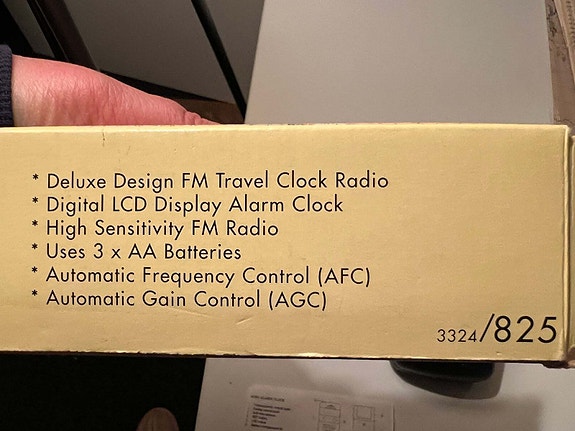 * Deluxe Design FM Travel Clock Radio
* Digital LCD Display Alarm Clock
* High Sensitivity FM Radio
* Uses 3 x AA Batteries
* Automatic Frequency Control (AFC)
* Automatic Gain Control (AGC)
3324/825